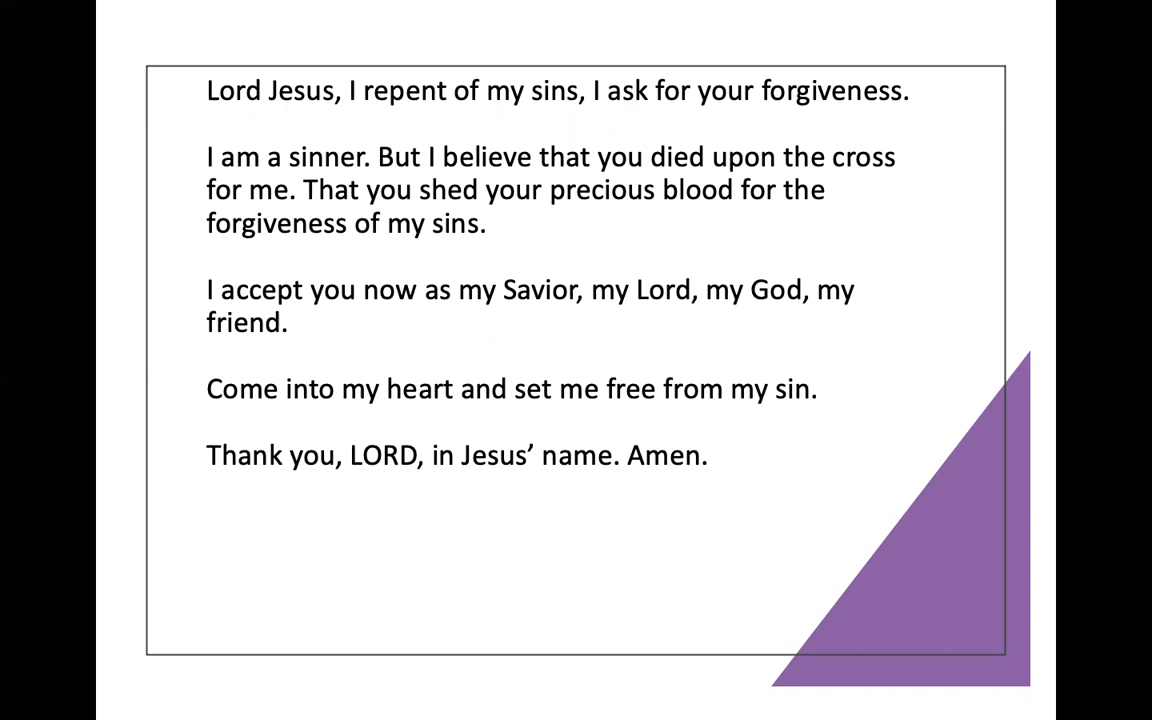 Lord Jesus, I repent of my sins, I ask for your forgiveness.
I am a sinner. But I believe that you died upon the cross
for me. That you shed your precious blood for the
forgiveness of my sins.
I accept you now as my Savior, my Lord, my God, my
friend.
Come into my heart and set me free from my sin.
Thank you, LORD, in Jesus’ name. Amen.